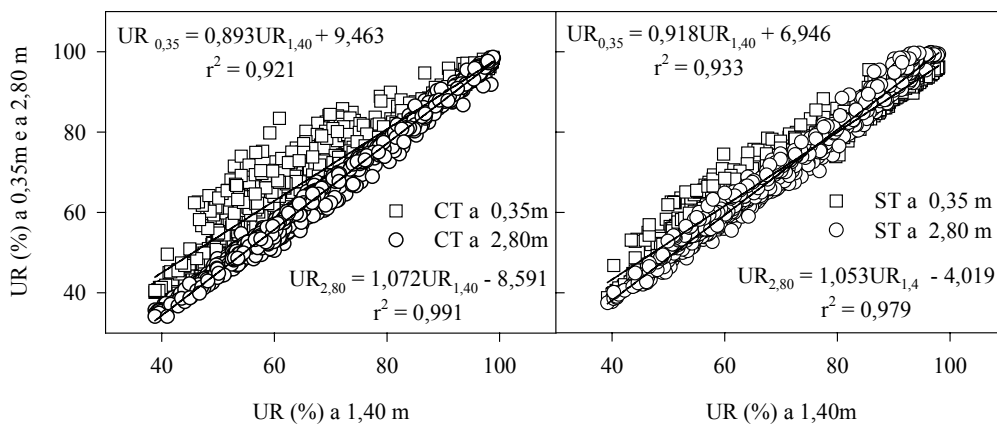 UR (%) a 0,35m e a 2,80 m
100
80
60
40
UR 0,35 = 0,893UR1,40 + 9,463
r2 = 0,921
CT a 0,35m
CT a 2,80m
UR2,80 = 1,072UR1,40 - 8,591
r2 = 0,991
40 60 80 100
UR (%) a 1,40 m
UR0,35 = 0,918UR1,40 + 6,946
r2 = 0,933
ST a 0,35 m
ST a 2,80 m
UR2,80 = 1,053UR1,4 - 4,019
r2 = 0,979
40 60 80 100
UR (%) a 1,40m